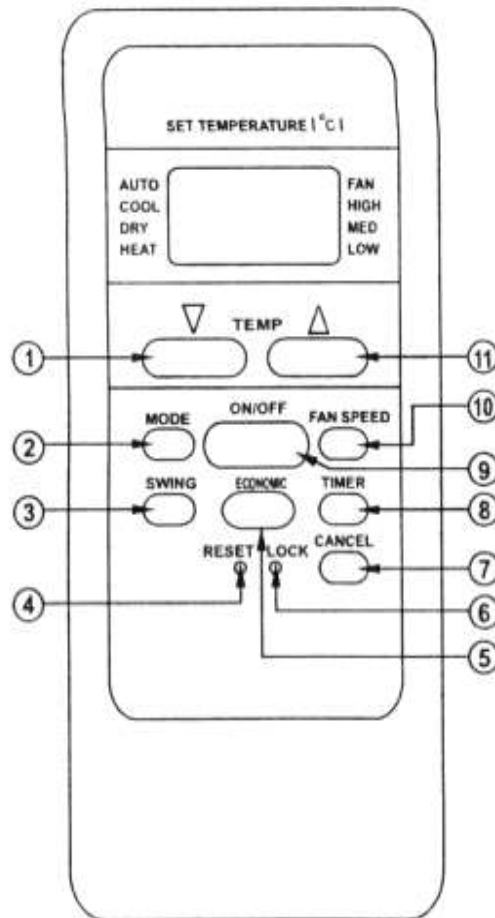 SET TEMPERATURE(°C)
AUTO FAN
COOL HIGH
DRY MED
HEAT LOW
▽ TEMP △
1 11
10
ON/OFF
MODE FAN SPEED
2
9
SWING ECONOMIC TIMER
3 8
RESET LOCK CANCEL
7
4 6
5